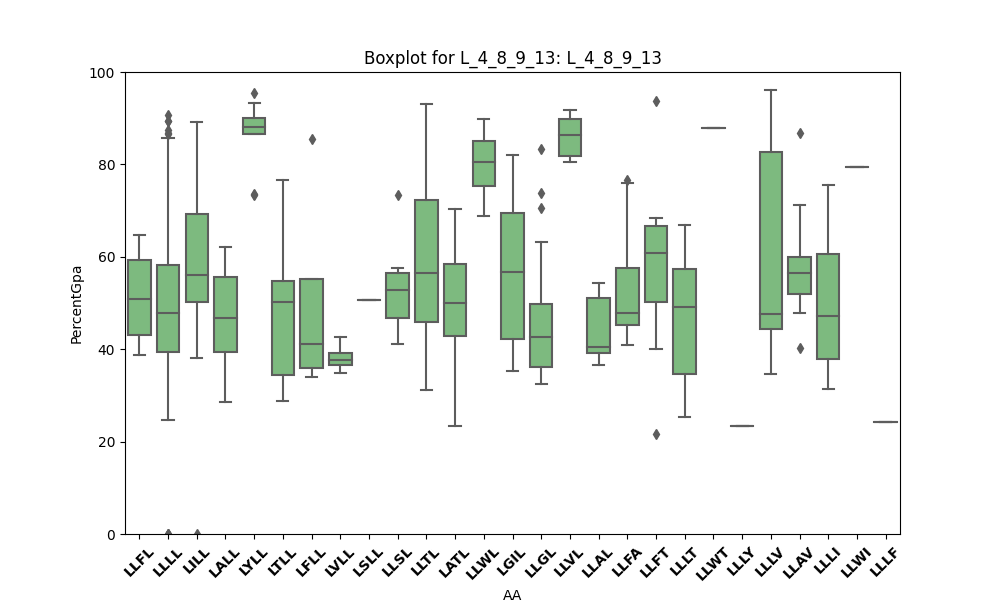 Boxplot for L_4_8_9_13: L_4_8_9_13
100
80
60
40
20
0
PercentGpa
LLFL LLLL LILL LALL LYLL LTLL LFLL LVLL LSLL LLSL LLTL LATL LLWL LGIL LLGL LLVL LLAL LLFA LLFT LLLT LLWT LLLY LLLV LLAV LLLI LLWI LLLF
AA